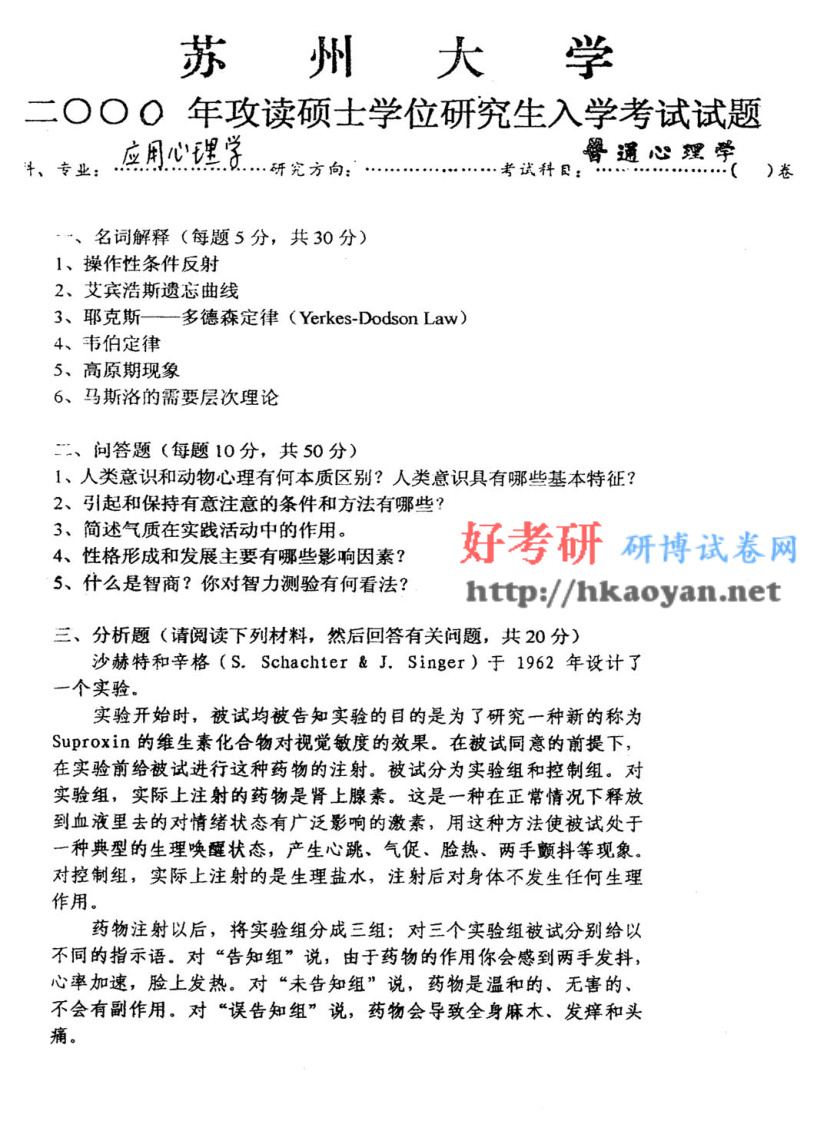 苏州大学
二〇〇〇年攻读硕士学位研究生入学考试试题
科、专业：应用心理学 研究方向：………………考试科目：普通心理学( )卷
一、名词解释（每题5分，共30分）
1、操作性条件反射
2、艾宾浩斯遗忘曲线
3、耶克斯——多德森定律（Yerkes-Dodson Law）
4、韦伯定律
5、高原期现象
6、马斯洛的需要层次理论
二、问答题（每题10分，共50分）
1、人类意识和动物心理有何本质区别？人类意识具有哪些基本特征？
2、引起和保持有意注意的条件和方法有哪些？
3、简述气质在实践活动中的作用。
4、性格形成和发展主要有哪些影响因素？
5、什么是智商？你对智力测验有何看法？
好考研 研博试卷网
http://hkaoyan.net
三、分析题（请阅读下列材料，然后回答有关问题，共20分）
沙赫特和辛格（S. Schachter & J. Singer）于 1962 年设计了
一个实验。
实验开始时，被试均被告知实验的目的是为了研究一种新的称为
Suproxin 的维生素化合物对视觉敏度的效果。在被试同意的前提下，
在实验前给被试进行这种药物的注射。被试分为实验组和控制组。对
实验组，实际上注射的药物是肾上腺素。这是一种在正常情况下释放
到血液里去的对情绪状态有广泛影响的激素，用这种方法使被试处于
一种典型的生理唤醒状态，产生心跳、气促、脸热、两手颤抖等现象。
对控制组，实际上注射的是生理盐水，注射后对身体不发生任何生理
作用。
药物注射以后，将实验组分成三组：对三个实验组被试分别给以
不同的指示语。对“告知组”说，由于药物的作用你会感到两手发抖，
心率加速，脸上发热。对“未告知组”说，药物是温和的、无害的、
不会有副作用。对“误告知组”说，药物会导致全身麻木、发痒和头
痛。